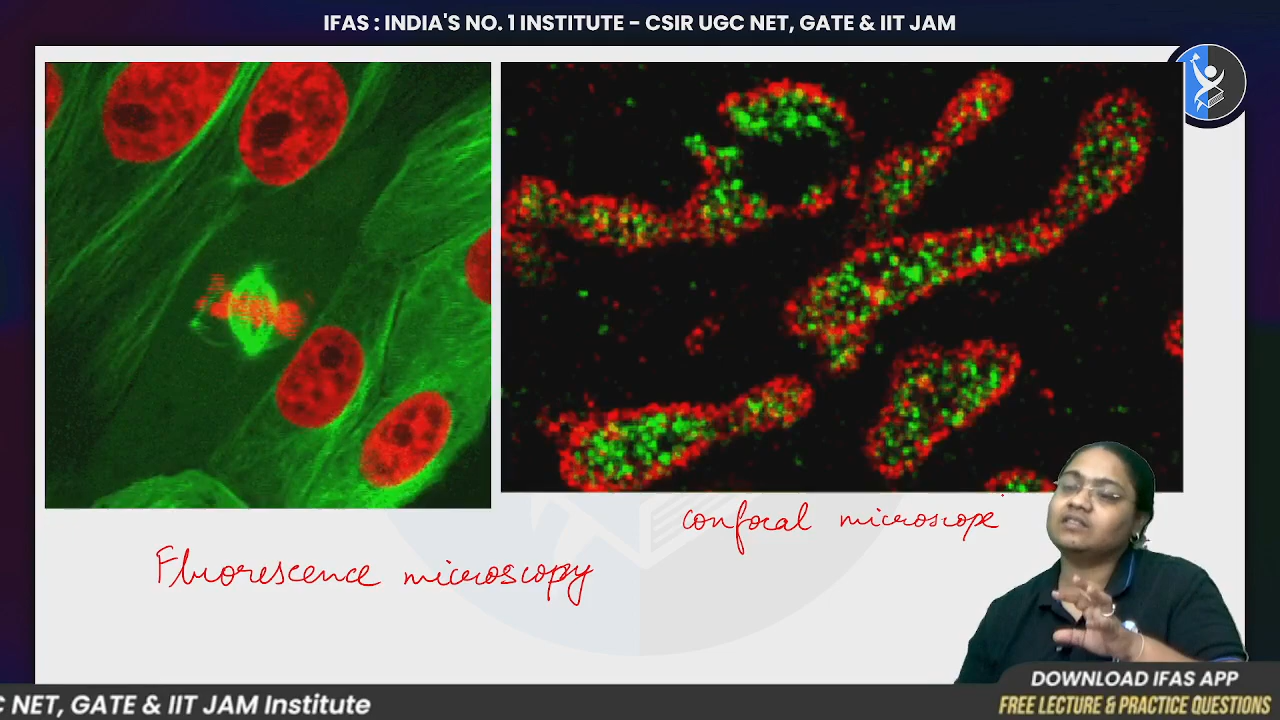 IFAS : INDIA'S NO. 1 INSTITUTE - CSIR UGC NET, GATE & IIT JAM
confocal microscope
Fluorescence microscopy
DOWNLOAD IFAS APP
FREE LECTURE & PRACTICE QUESTIONS
C NET, GATE & IIT JAM Institute